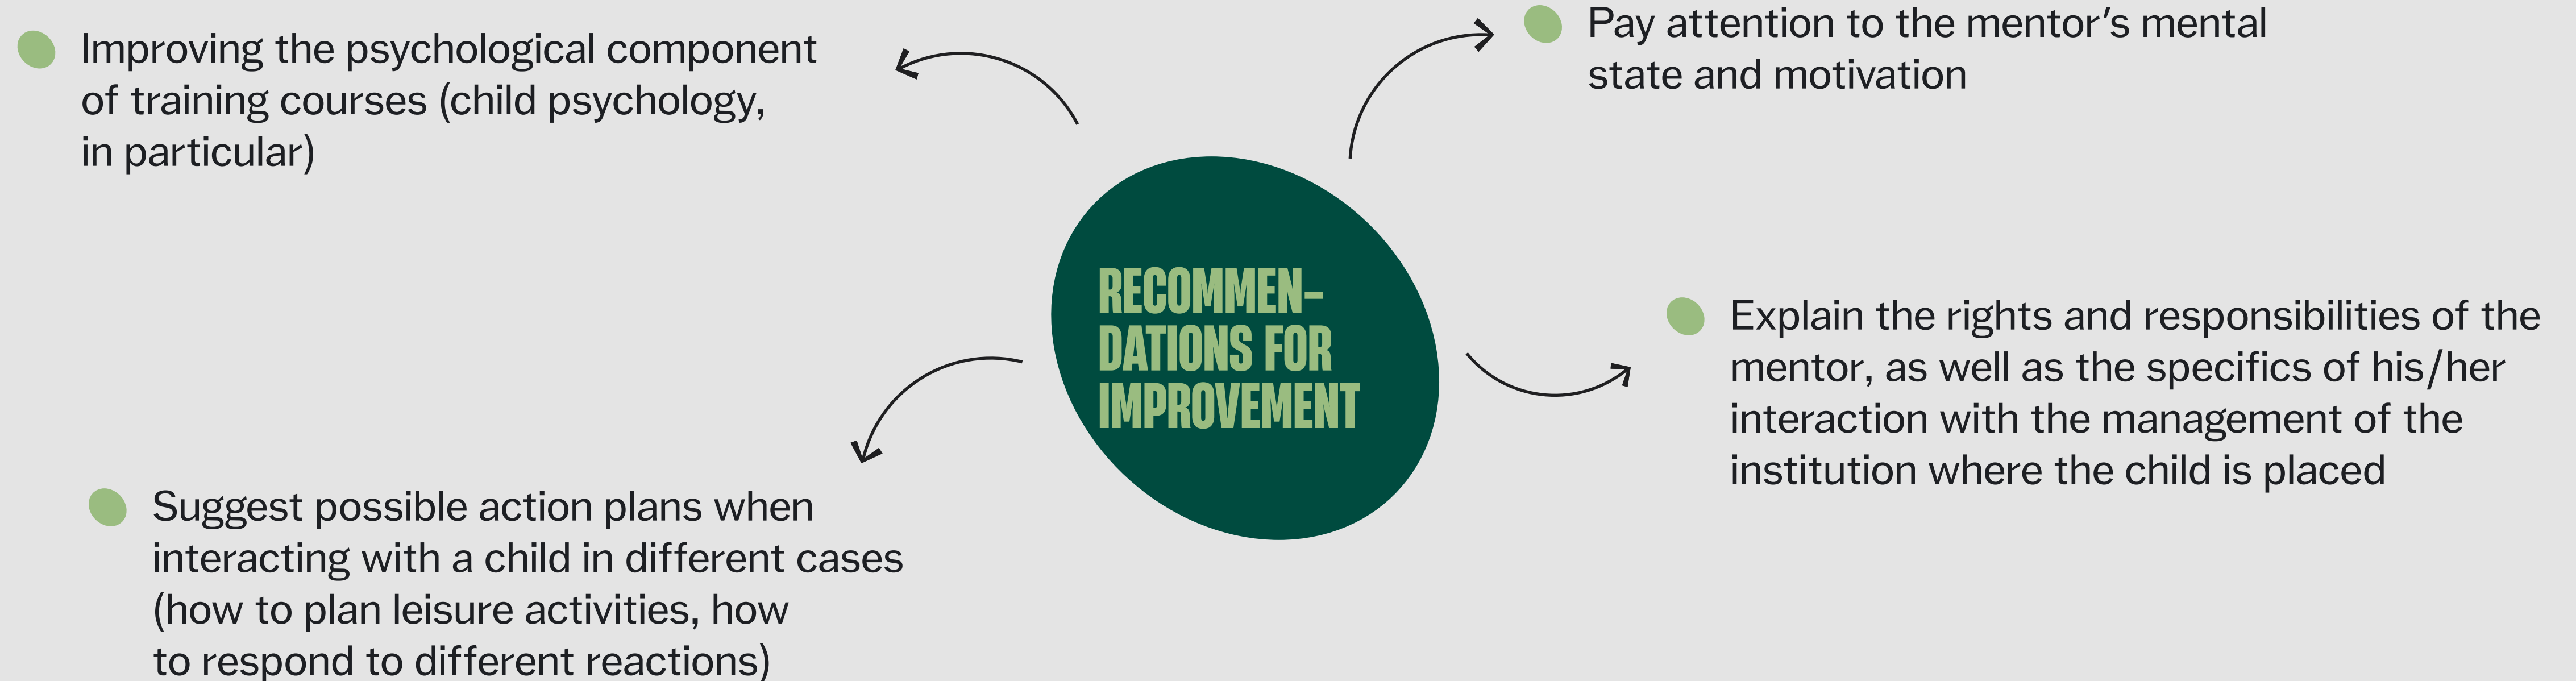 Improving the psychological component
of training courses (child psychology,
in particular)
Pay attention to the mentor’s mental
state and motivation
RECOMMEN–
DATIONS FOR
IMPROVEMENT
Explain the rights and responsibilities of the
mentor, as well as the specifics of his/her
interaction with the management of the
institution where the child is placed
Suggest possible action plans when
interacting with a child in different cases
(how to plan leisure activities, how
to respond to different reactions)